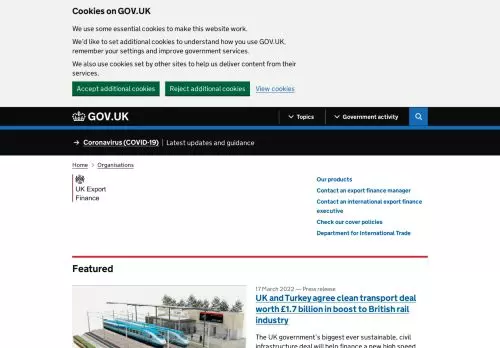 Cookies on GOV.UK
We use some essential cookies to make this website work.
We'd like to set additional cookies to understand how you use GOV.UK,
remember your settings and improve government services.
We also use cookies set by other sites to help us deliver content from their
services.
Accept additional cookies
Reject additional cookies
View cookies
GOV.UK
Topics
Government activity
→ Coronavirus (COVID-19) | Latest updates and guidance
Home > Organisations
UK Export
Finance
Our products
Contact an export finance manager
Contact an international export finance
executive
Check our cover policies
Department for International Trade
Featured
17 March 2022 — Press release
UK and Turkey agree clean transport deal
worth £1.7 billion in boost to British rail
industry
The UK government's biggest ever sustainable, civil
infrastructure deal will help finance a new high speed